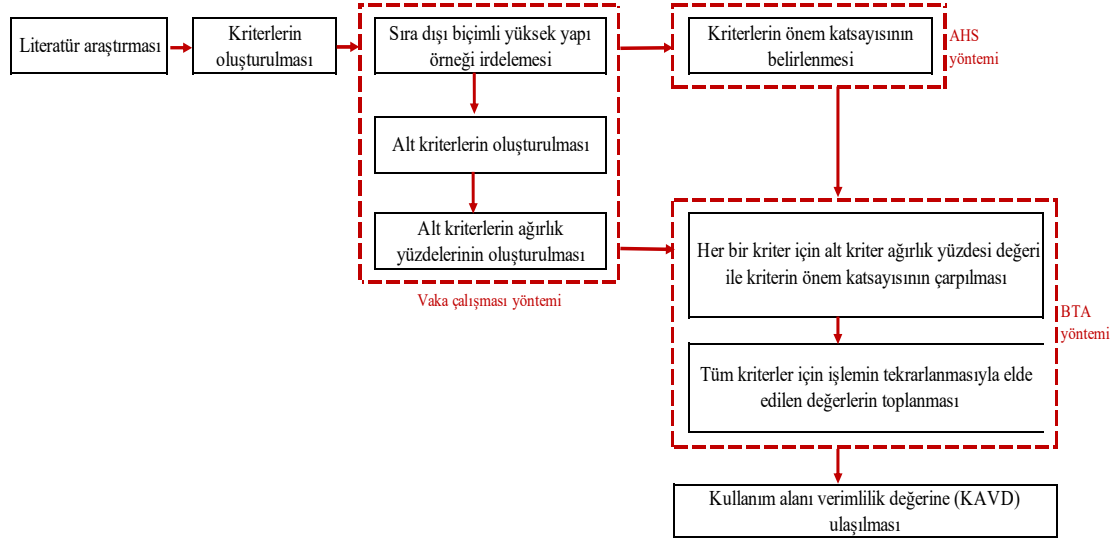 Literatür araştırması
Kriterlerin
oluşturulması
Sıra dışı biçimli yüksek yapı
örneği irdelemesi
Alt kriterlerin oluşturulması
Alt kriterlerin ağırlık
yüzdelerinin oluşturulması
Vaka çalışması yöntemi
Kriterlerin önem katsayısının
belirlenmesi
AHS
yöntemi
Her bir kriter için alt kriter ağırlık yüzdesi değeri
ile kriterin önem katsayısının çarpılması
Tüm kriterler için işlemin tekrarlanmasıyla elde
edilen değerlerin toplanması
BTA
yöntemi
Kullanım alanı verimlilik değerine (KAVD)
ulaşılması